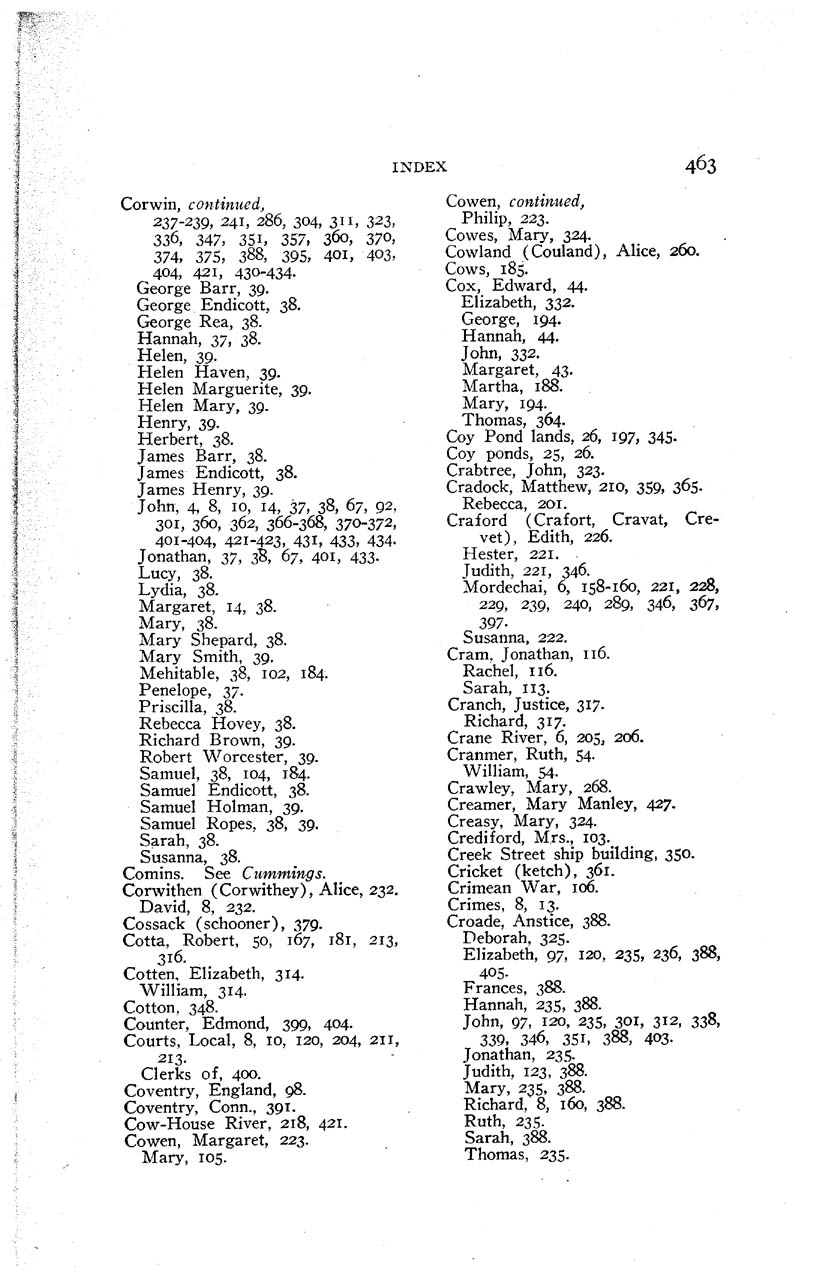 INDEX 463
Corwin, continued,
237-239, 241, 286, 304, 311, 323,
336, 347, 351, 357, 360, 370,
374, 375, 388, 395, 401, 403,
404, 421, 430-434.
George Barr, 39.
George Endicott, 38.
George Rea, 38.
Hannah, 37, 38.
Helen, 39.
Helen Haven, 39.
Helen Marguerite, 39.
Helen Mary, 39.
Henry, 39.
Herbert, 38.
James Barr, 38.
James Endicott, 38.
James Henry, 39.
John, 4, 8, 10, 14, 37, 38, 67, 92,
301, 360, 362, 366-368, 370-372,
401-404, 421-423, 431, 433, 434.
Jonathan, 37, 38, 67, 401, 433.
Lucy, 38.
Lydia, 38.
Margaret, 14, 38.
Mary, 38.
Mary Shepard, 38.
Mary Smith, 39.
Mehitable, 38, 102, 184.
Penelope, 37.
Priscilla, 38.
Rebecca Hovey, 38.
Richard Brown, 39.
Robert Worcester, 39.
Samuel, 38, 104, 184.
Samuel Endicott, 38.
Samuel Holman, 39.
Samuel Ropes, 38, 39.
Sarah, 38.
Susanna, 38.
Comins. See Cummings.
Corwithen (Corwithey), Alice, 232.
David, 8, 232.
Cossack (schooner), 379.
Cotta, Robert, 50, 167, 181, 213,
316.
Cotten, Elizabeth, 314.
William, 314.
Cotton, 348.
Counter, Edmond, 399, 404.
Courts, Local, 8, 10, 120, 204, 211,
213.
Clerks of, 400.
Coventry, England, 98.
Coventry, Conn., 391.
Cow-House River, 218, 421.
Cowen, Margaret, 223.
Mary, 105.
Cowen, continued,
Philip, 223.
Cowes, Mary, 324.
Cowland (Couland), Alice, 260.
Cows, 185.
Cox, Edward, 44.
Elizabeth, 332.
George, 194.
Hannah, 44.
John, 332.
Margaret, 43.
Martha, 188.
Mary, 194.
Thomas, 364.
Coy Pond lands, 26, 197, 345.
Coy ponds, 25, 26.
Crabtree, John, 323.
Cradock, Matthew, 210, 359, 365.
Rebecca, 201.
Craford (Crafort, Cravat, Cre-
vet), Edith, 226.
Hester, 221.
Judith, 221, 346.
Mordechai, 6, 158-160, 221, 228,
229, 239, 240, 289, 346, 367,
397.
Susanna, 222.
Cram, Jonathan, 116.
Rachel, 116.
Sarah, 113.
Cranch, Justice, 317.
Richard, 317.
Crane River, 6, 205, 206.
Cranmer, Ruth, 54.
William, 54.
Crawley, Mary, 268.
Creamer, Mary Manley, 427.
Creasy, Mary, 324.
Crediford, Mrs., 103.
Creek Street ship building, 350.
Cricket (ketch), 361.
Crimean War, 106.
Crimes, 8, 13.
Croade, Anstice, 388.
Deborah, 325.
Elizabeth, 97, 120, 235, 236, 388,
405.
Frances, 388.
Hannah, 235, 388.
John, 97, 120, 235, 301, 312, 338,
339, 346, 351, 388, 403.
Jonathan, 235.
Judith, 123, 388.
Mary, 235, 388.
Richard, 8, 160, 388.
Ruth, 235.
Sarah, 388.
Thomas, 235.